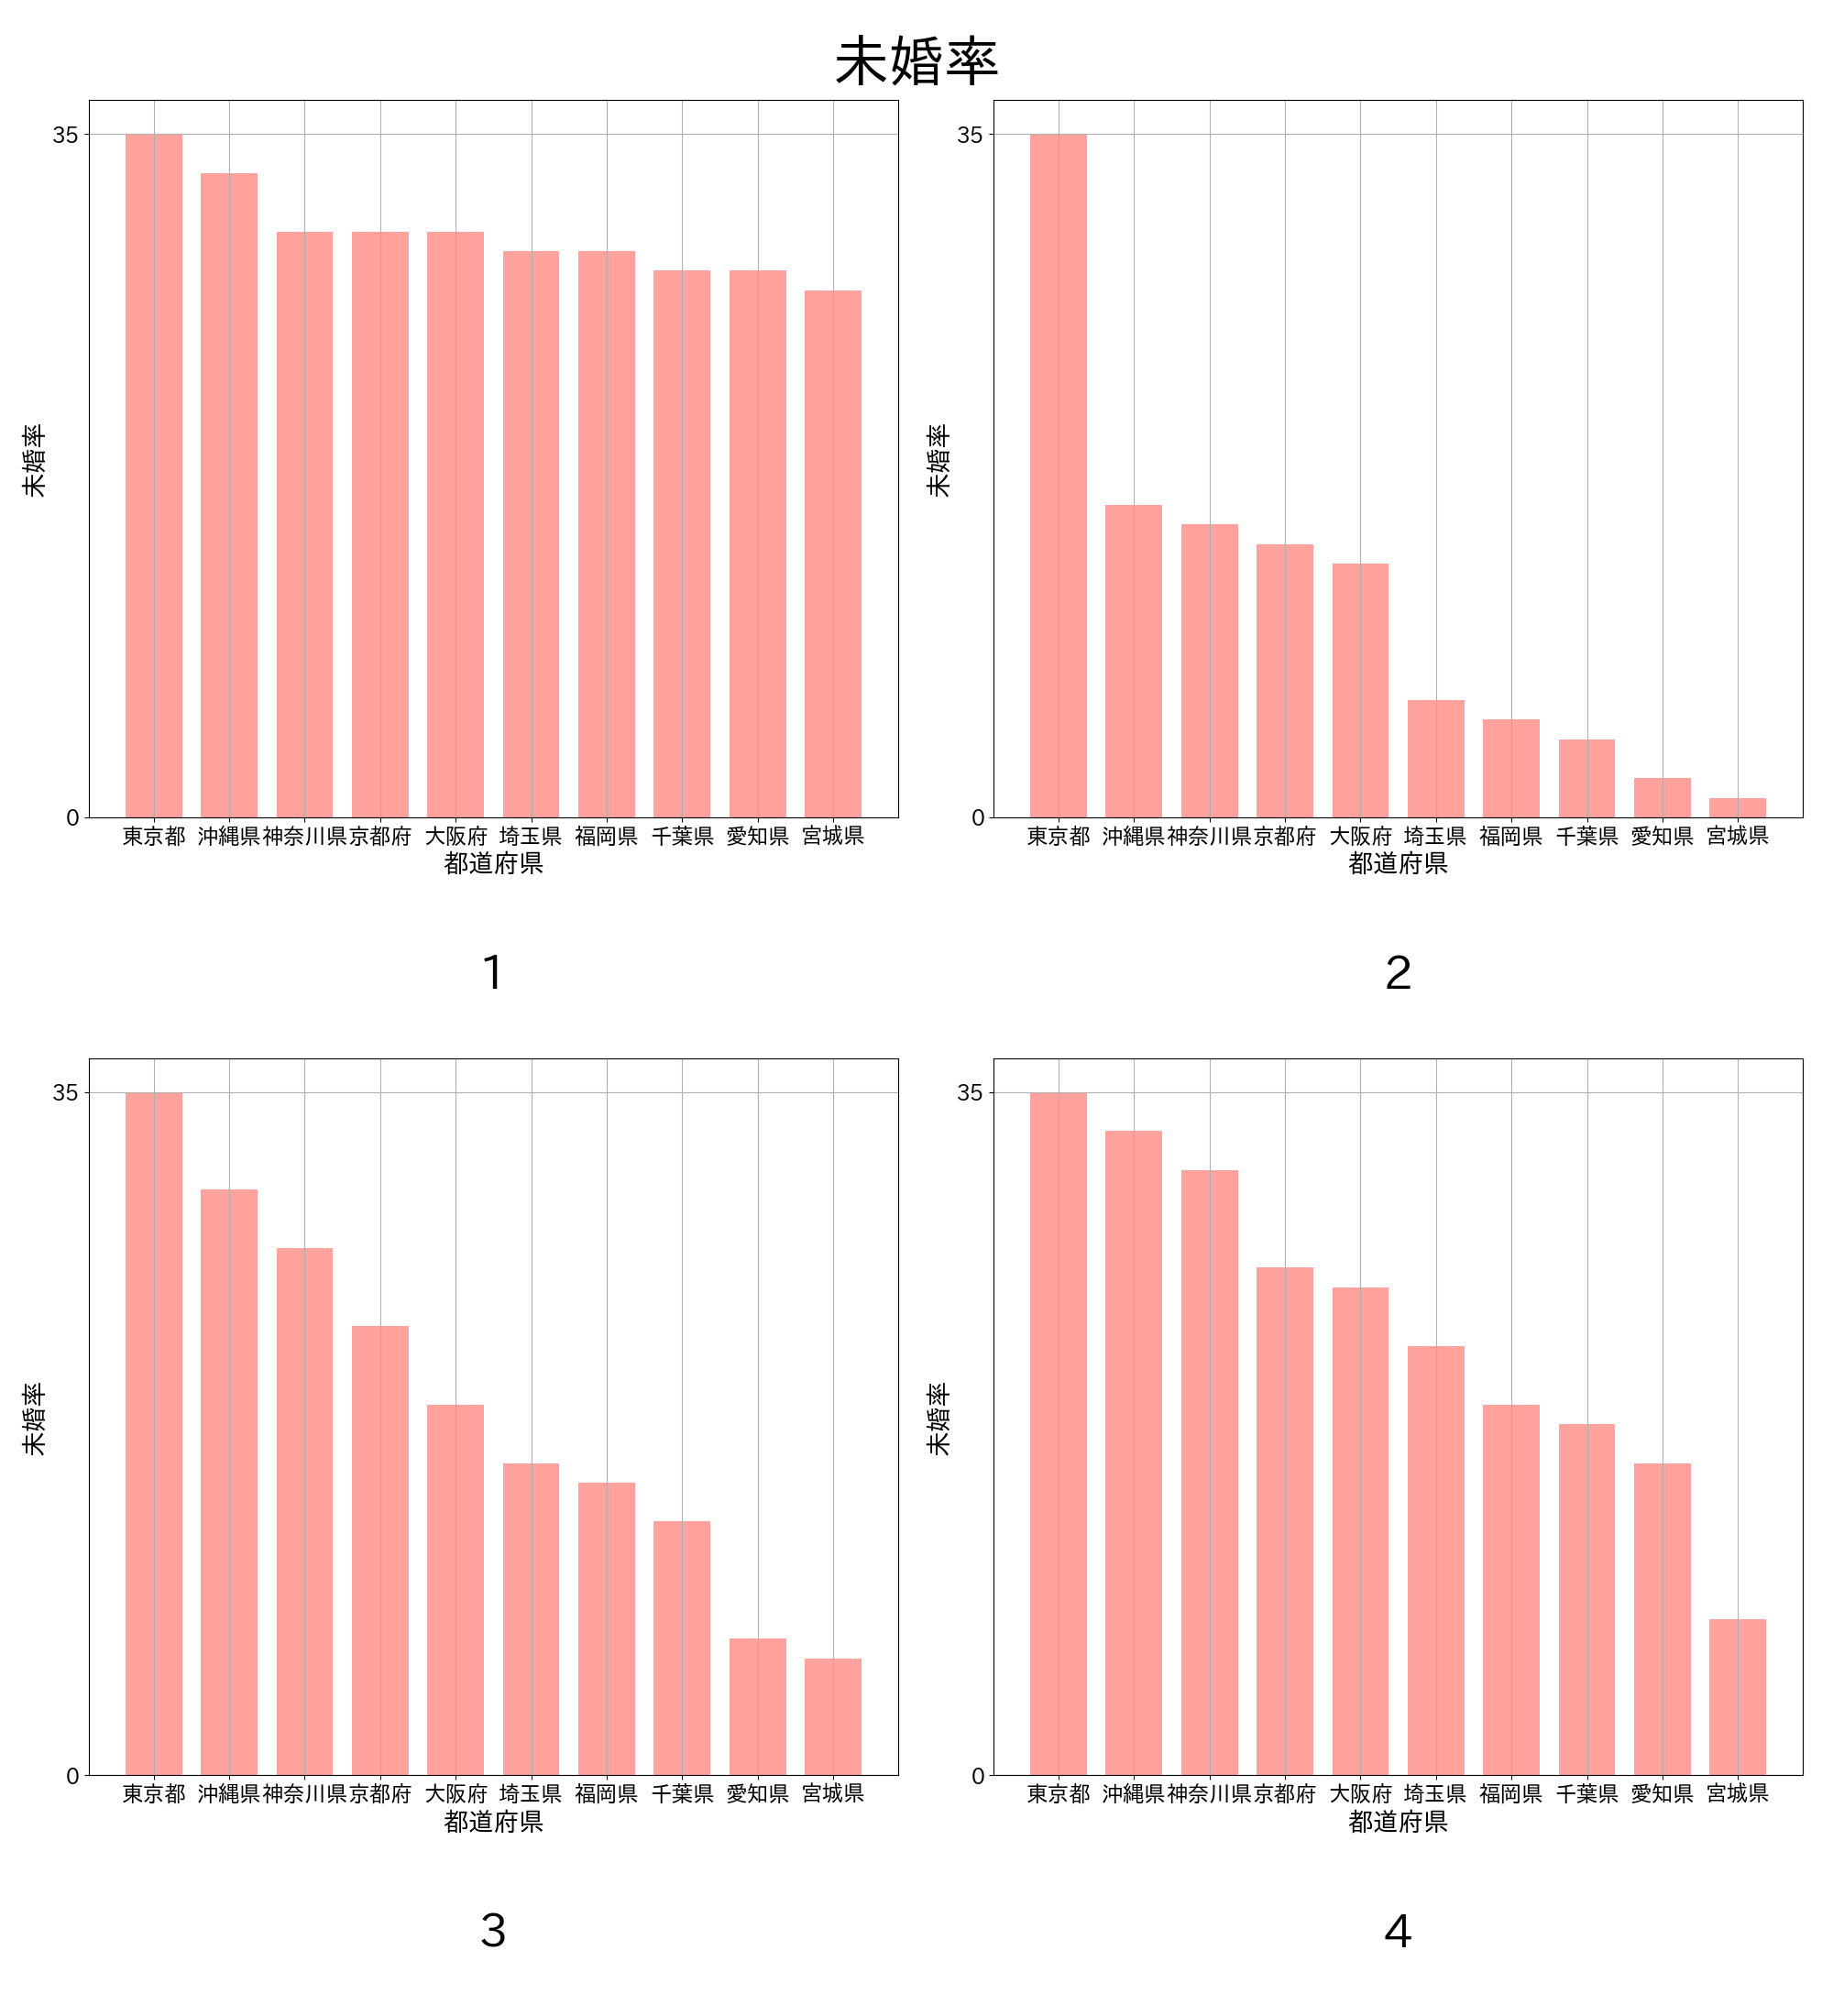 未婚率
35
0
未婚率
東京都 沖縄県 神奈川県 京都府 大阪府 埼玉県 福岡県 千葉県 愛知県 宮城県
都道府県
1
35
0
未婚率
東京都 沖縄県 神奈川県 京都府 大阪府 埼玉県 福岡県 千葉県 愛知県 宮城県
都道府県
2
35
0
未婚率
東京都 沖縄県 神奈川県 京都府 大阪府 埼玉県 福岡県 千葉県 愛知県 宮城県
都道府県
3
35
0
未婚率
東京都 沖縄県 神奈川県 京都府 大阪府 埼玉県 福岡県 千葉県 愛知県 宮城県
都道府県
4